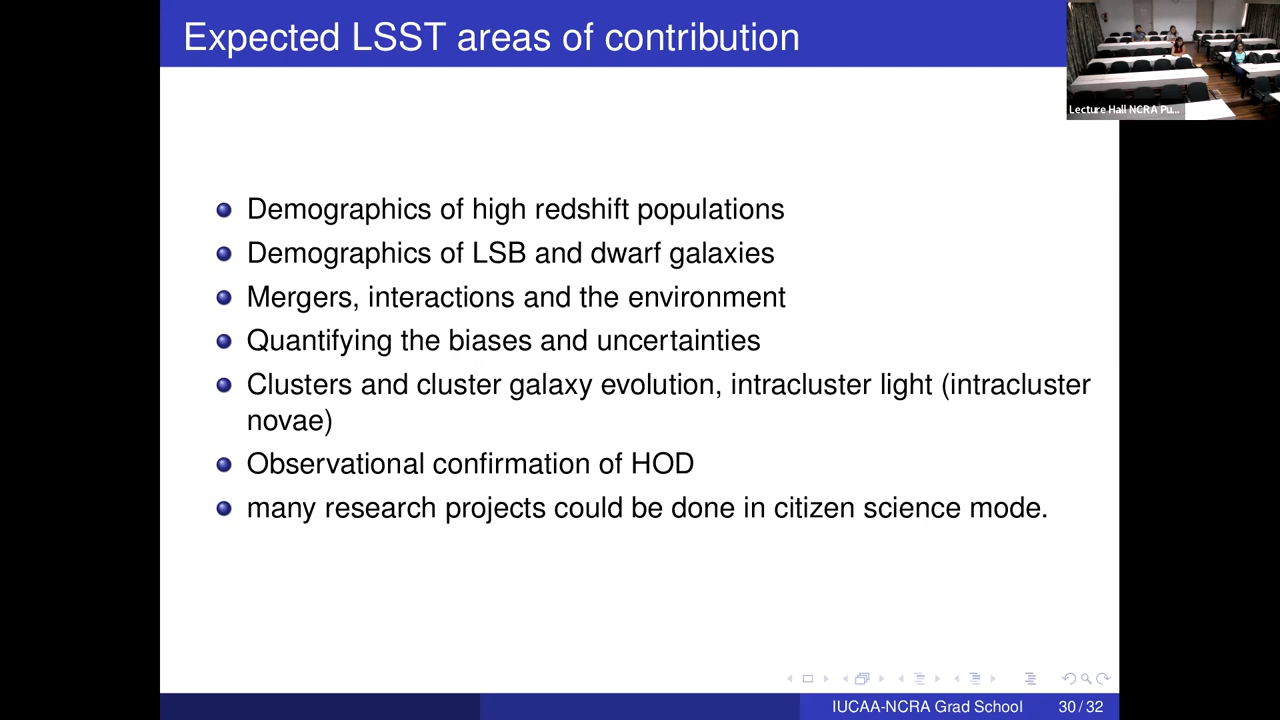 Expected LSST areas of contribution
Lecture Hall NCRA Pu...
Demographics of high redshift populations
Demographics of LSB and dwarf galaxies
Mergers, interactions and the environment
Quantifying the biases and uncertainties
Clusters and cluster galaxy evolution, intracluster light (intracluster
novae)
Observational confirmation of HOD
many research projects could be done in citizen science mode.
IUCAA-NCRA Grad School 30 / 32